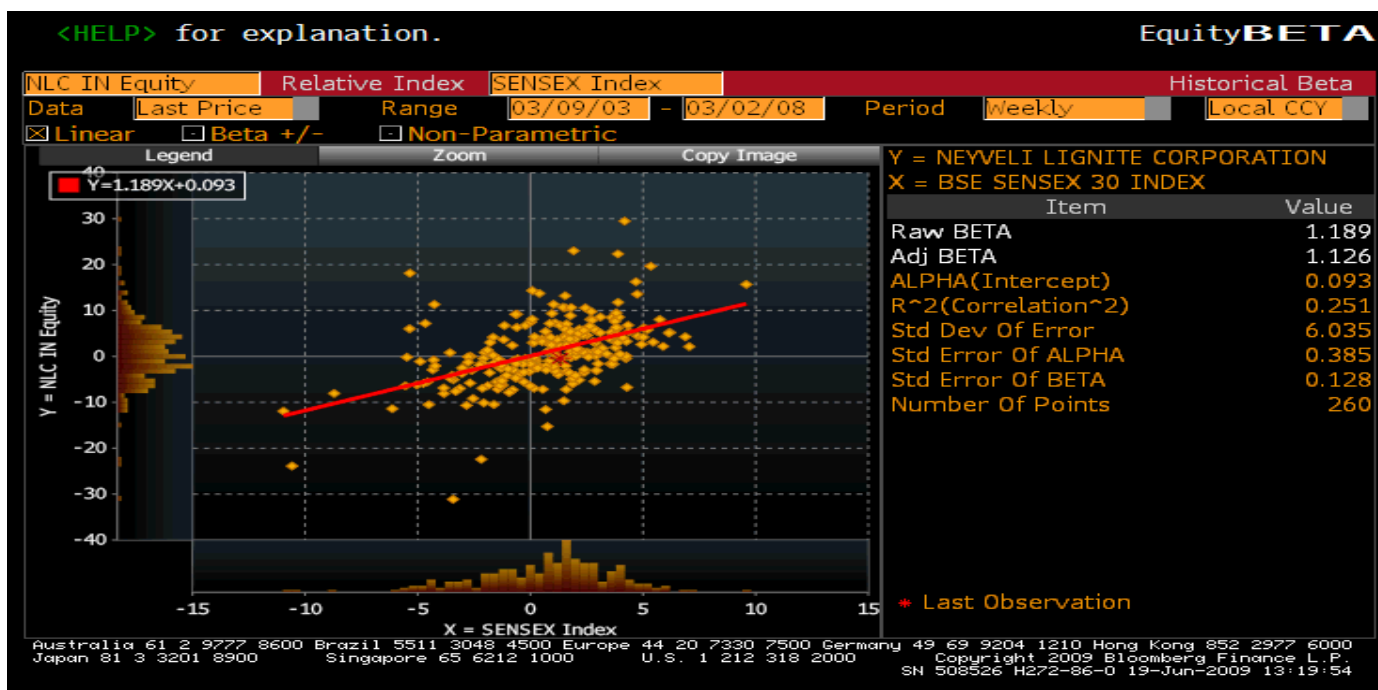 <HELP> for explanation. EquityBETA
NLC IN Equity Relative Index SENSEX Index Historical Beta
Data Last Price Range 03/09/03 - 03/02/08 Period Weekly Local CCY
Linear Beta +/- Non-Parametric
Legend Zoom Copy Image
Y = NEYVELI LIGNITE CORPORATION
X = BSE SENSEX 30 INDEX
Item Value
Raw BETA 1.189
Adj BETA 1.126
ALPHA(Intercept) 0.093
R^2(Correlation^2) 0.251
Std Dev Of Error 6.035
Std Error Of ALPHA 0.385
Std Error Of BETA 0.128
Number Of Points 260
* Last Observation
Y=1.189X+0.093
40
30
20
10
0
-10
-20
-30
-40
Y = NLC IN Equity
-15 -10 -5 0 5 10 15
X = SENSEX Index
Australia 61 2 9777 8600 Brazil 5511 3048 4500 Europe 44 20 7330 7500 Germany 49 69 9204 1210 Hong Kong 852 2977 6000
Japan 81 3 3201 8900 Singapore 65 6212 1000 U.S. 1 212 318 2000 Copyright 2009 Bloomberg Finance L.P.
SN 508526 H272-86-0 19-Jun-2009 13:19:54